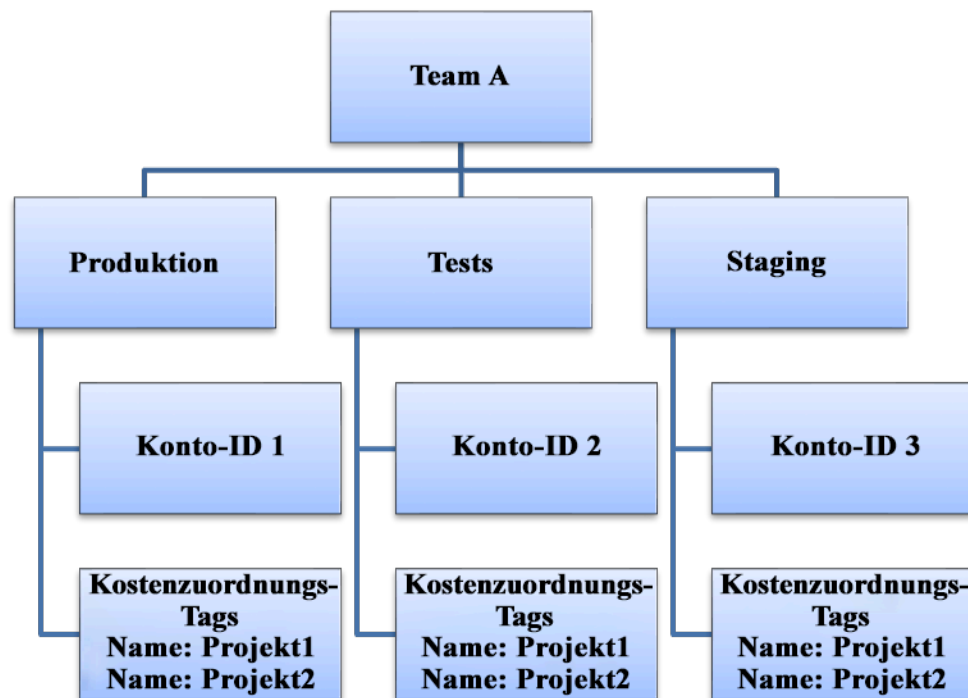 Team A
Produktion
Tests
Staging
Konto-ID 1
Konto-ID 2
Konto-ID 3
Kostenzuordnungs-
Tags
Name: Projekt1
Name: Projekt2
Kostenzuordnungs-
Tags
Name: Projekt1
Name: Projekt2
Kostenzuordnungs-
Tags
Name: Projekt1
Name: Projekt2